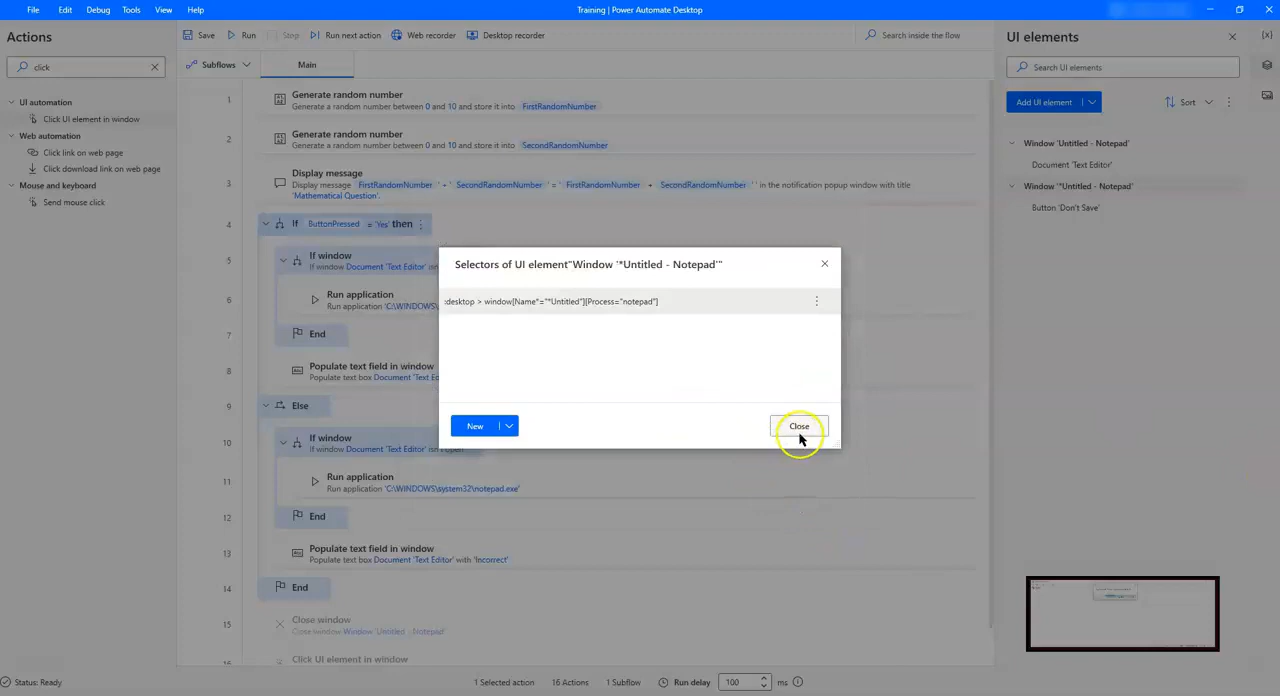 File Edit Debug Tools View Help
Training | Power Automate Desktop
Actions
click
UI automation
Click UI element in window
Web automation
Click link on web page
Click download link on web page
Mouse and keyboard
Send mouse click
Save Run Stop Run next action Web recorder Desktop recorder Search inside the flow
Subflows Main
1
Generate random number
Generate a random number between 0 and 10 and store it into FirstRandomNumber
2
Generate random number
Generate a random number between 0 and 10 and store it into SecondRandomNumber
3
Display message
Display message FirstRandomNumber ' + ' SecondRandomNumber ' = ' FirstRandomNumber + SecondRandomNumber ' ' in the notification popup window with title
'Mathematical Question'.
4
If ButtonPressed = 'Yes' then
5
If window
If window Document 'Text Editor' isn
6
Run application
Run application 'C:\WINDOWS\
7
End
8
Populate text field in window
Populate text box Document 'Text Ed
9
Else
10
If window
If window Document 'Text Editor' isn't open
11
Run application
Run application 'C:\WINDOWS\system32\notepad.exe'
12
End
13
Populate text field in window
Populate text box Document 'Text Editor' with 'Incorrect'
14
End
15
Close window
Close window Window 'Untitled - Notepad'
16
Click UI element in window
Selectors of UI element"Window '*Untitled - Notepad'"
:desktop > window[Name*="*Untitled"][Process="notepad"]
New
Close
UI elements
Search UI elements
Add UI element
Sort
Window 'Untitled - Notepad'
Document 'Text Editor'
Window '*Untitled - Notepad'
Button 'Don't Save'
{x}
Status: Ready
1 Selected action 16 Actions 1 Subflow Run delay 100 ms